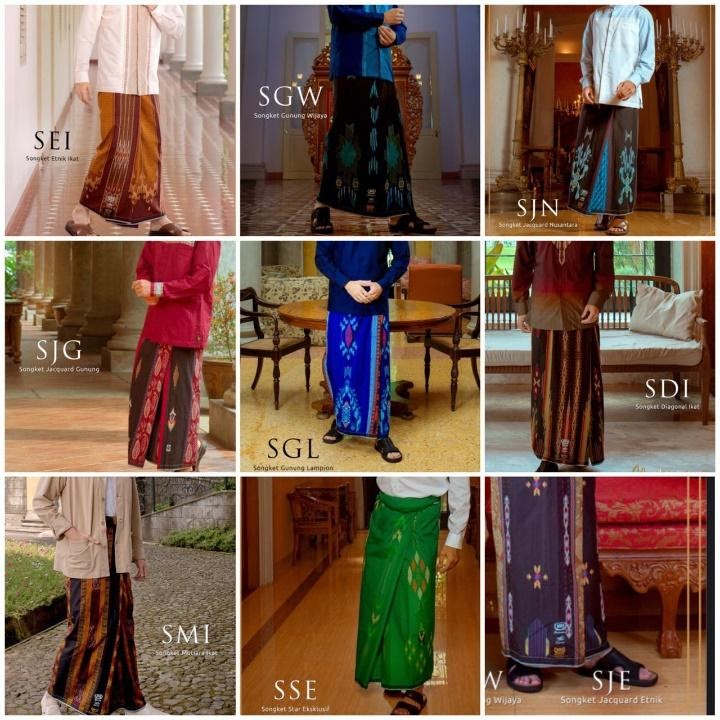 SEI
Songket Etnik Ikat
SGW
Songket Gunung Wijaya
SJN
Songket Jacquard Nusantara
SJG
Songket Jacquard Gunung
SGL
Songket Gunung Lampion
SDI
Songket Diagonal Ikat
SMI
Songket Mutiara Ikat
SSE
Songket Star Eksklusif
W
ng Wijaya
SJE
Songket Jacquard Etnik